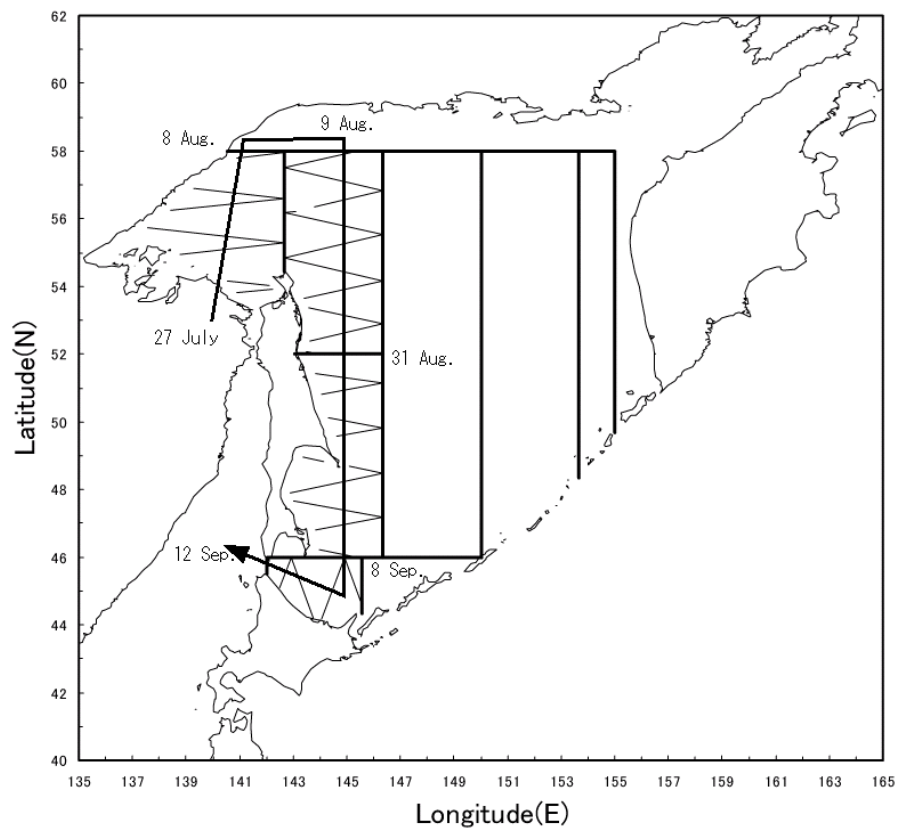 62
60
58
56
54
52
50
48
46
44
42
40
8 Aug.
9 Aug.
27 July
31 Aug.
12 Sep.
8 Sep.
Latitude(N)
135 137 139 141 143 145 147 149 151 153 155 157 159 161 163 165
Longitude(E)